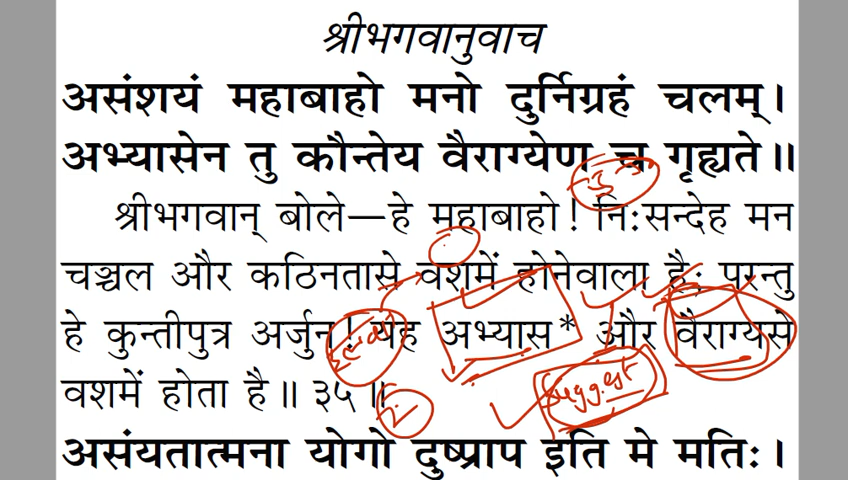 श्रीभगवानुवाच
असंशयं महाबाहो मनो दुर्निग्रहं चलम्।
अभ्यासेन तु कौन्तेय वैराग्येण च गृह्यते॥
श्रीभगवान् बोले—हे महाबाहो! निःसन्देह मन
चञ्चल और कठिनतासे वशमें होनेवाला है; परन्तु
हे कुन्तीपुत्र अर्जुन! यह अभ्यास* और वैराग्यसे
वशमें होता है॥ ३५॥
Suggest
असंयतात्मना योगो दुष्प्राप इति मे मतिः।